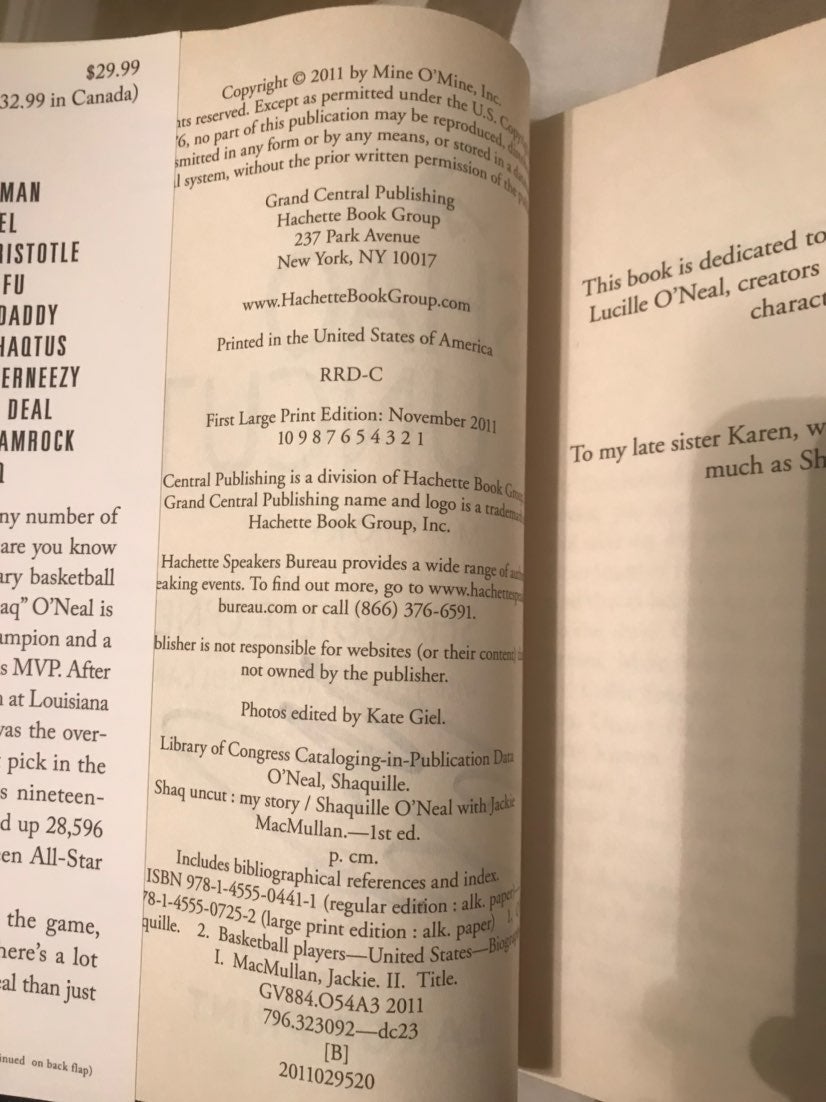 $29.99
32.99 in Canada)
MAN
EL
RISTOTLE
FU
DADDY
HAQTUS
ERNEEZY
DEAL
AMROCK
ny number of
are you know
ary basketball
aq” O’Neal is
ampion and a
s MVP. After
n at Louisiana
was the over-
pick in the
s nineteen-
d up 28,596
en All-Star
the game,
here’s a lot
eal than just
inued on back flap)
Copyright © 2011 by Mine O’Mine, Inc.
hts reserved. Except as permitted under the U.S.
6, no part of this publication may be reproduced,
smitted in any form or by any means, or stored in a
l system, without the prior written permission of the
Grand Central Publishing
Hachette Book Group
237 Park Avenue
New York, NY 10017
www.HachetteBookGroup.com
Printed in the United States of America
RRD-C
First Large Print Edition: November 2011
10 9 8 7 6 5 4 3 2 1
Central Publishing is a division of Hachette Book
Grand Central Publishing name and logo is a
Hachette Book Group, Inc.
Hachette Speakers Bureau provides a wide range of
eaking events. To find out more, go to www.hachette
bureau.com or call (866) 376-6591.
blisher is not responsible for websites (or their content)
not owned by the publisher.
Photos edited by Kate Giel.
Library of Congress Cataloging-in-Publication Data
O’Neal, Shaquille.
Shaq uncut : my story / Shaquille O’Neal with Jackie
MacMullan.—1st ed.
p. cm.
Includes bibliographical references and index.
ISBN 978-1-4555-0441-1 (regular edition : alk. paper)
78-1-4555-0725-2 (large print edition : alk. paper) 1.
quille. 2. Basketball players—United States—
I. MacMullan, Jackie. II. Title.
GV884.O54A3 2011
796.323092—dc23
[B]
2011029520
This book is dedicated to
Lucille O’Neal, creators
charact
To my late sister Karen, w
much as Sh